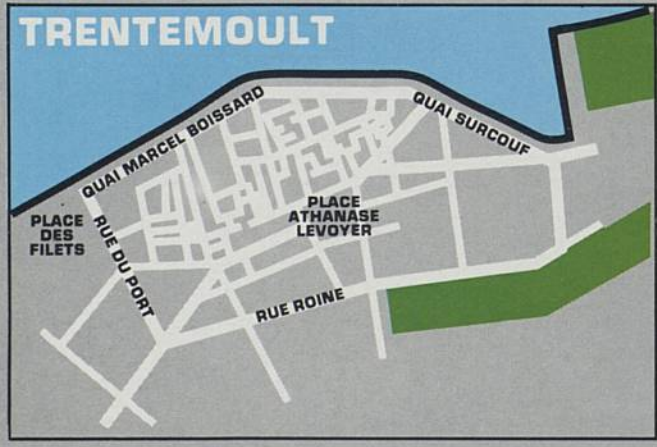 TRENTEMOULT
QUAI MARCEL BOISSARD
QUAI SURCOUF
PLACE
DES
FILETS
RUE DU PORT
PLACE
ATHANASE
LEVOYER
RUE ROINE